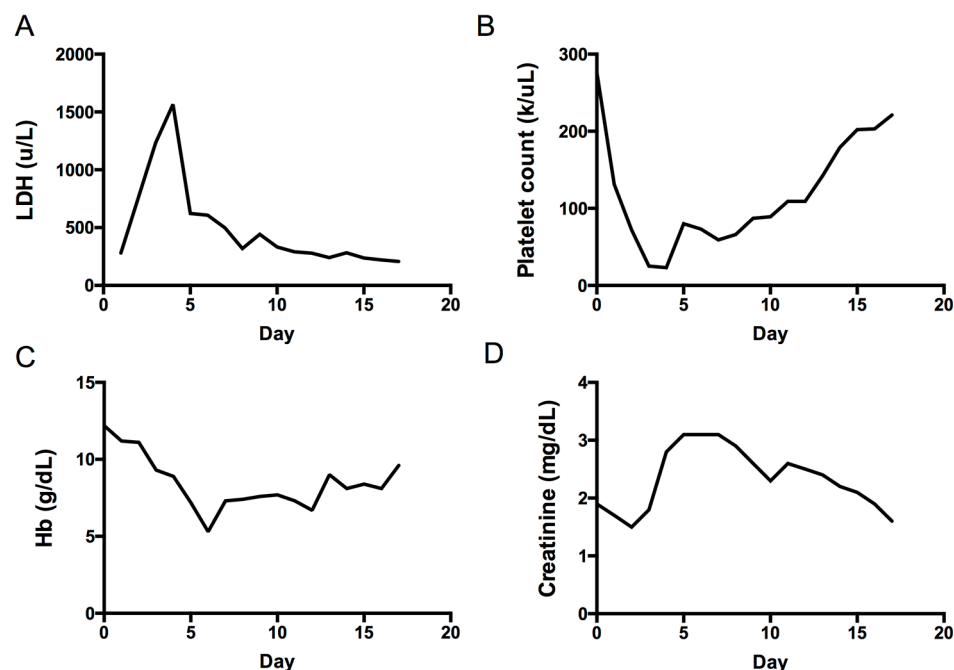 A
LDH (u/L)
2000
1500
1000
500
0
0 5 10 15 20
Day
B
Platelet count (k/uL)
300
200
100
0
0 5 10 15 20
Day
C
Hb (g/dL)
15
10
5
0
0 5 10 15 20
Day
D
Creatinine (mg/dL)
4
3
2
1
0
0 5 10 15 20
Day